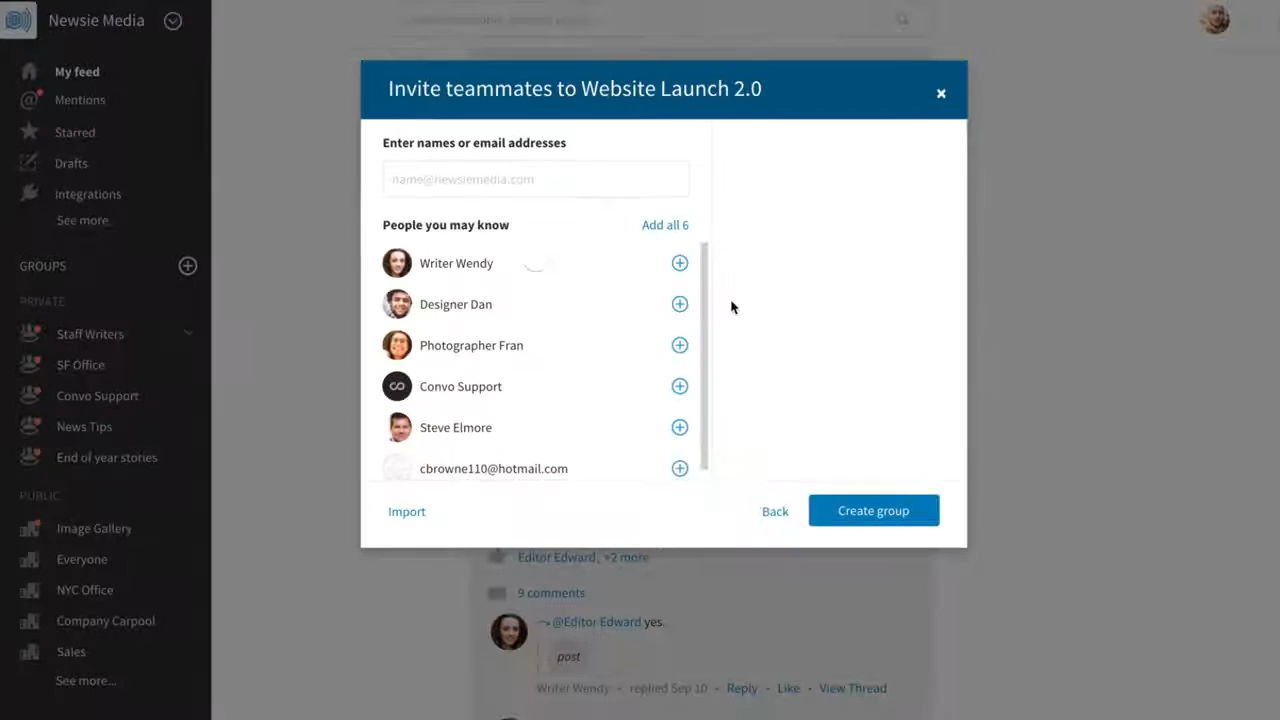 Newsie Media
My feed
Mentions
Starred
Drafts
Integrations
See more.
GROUPS
PRIVATE
Staff Writers
SF Office
Convo Support
News Tips
End of year stories
PUBLIC
Image Gallery
Everyone
NYC Office
Company Carpool
Sales
See more...
Invite teammates to Website Launch 2.0
Enter names or email addresses
name@newsiemedia.com
People you may know
Add all 6
Writer Wendy
Designer Dan
Photographer Fran
Convo Support
Steve Elmore
cbrowne110@hotmail.com
Import
Back
Create group
Editor Edward, +2 more
9 comments
@Editor Edward yes.
post
Writer Wendy - replied Sep 10 - Reply - Like - View Thread